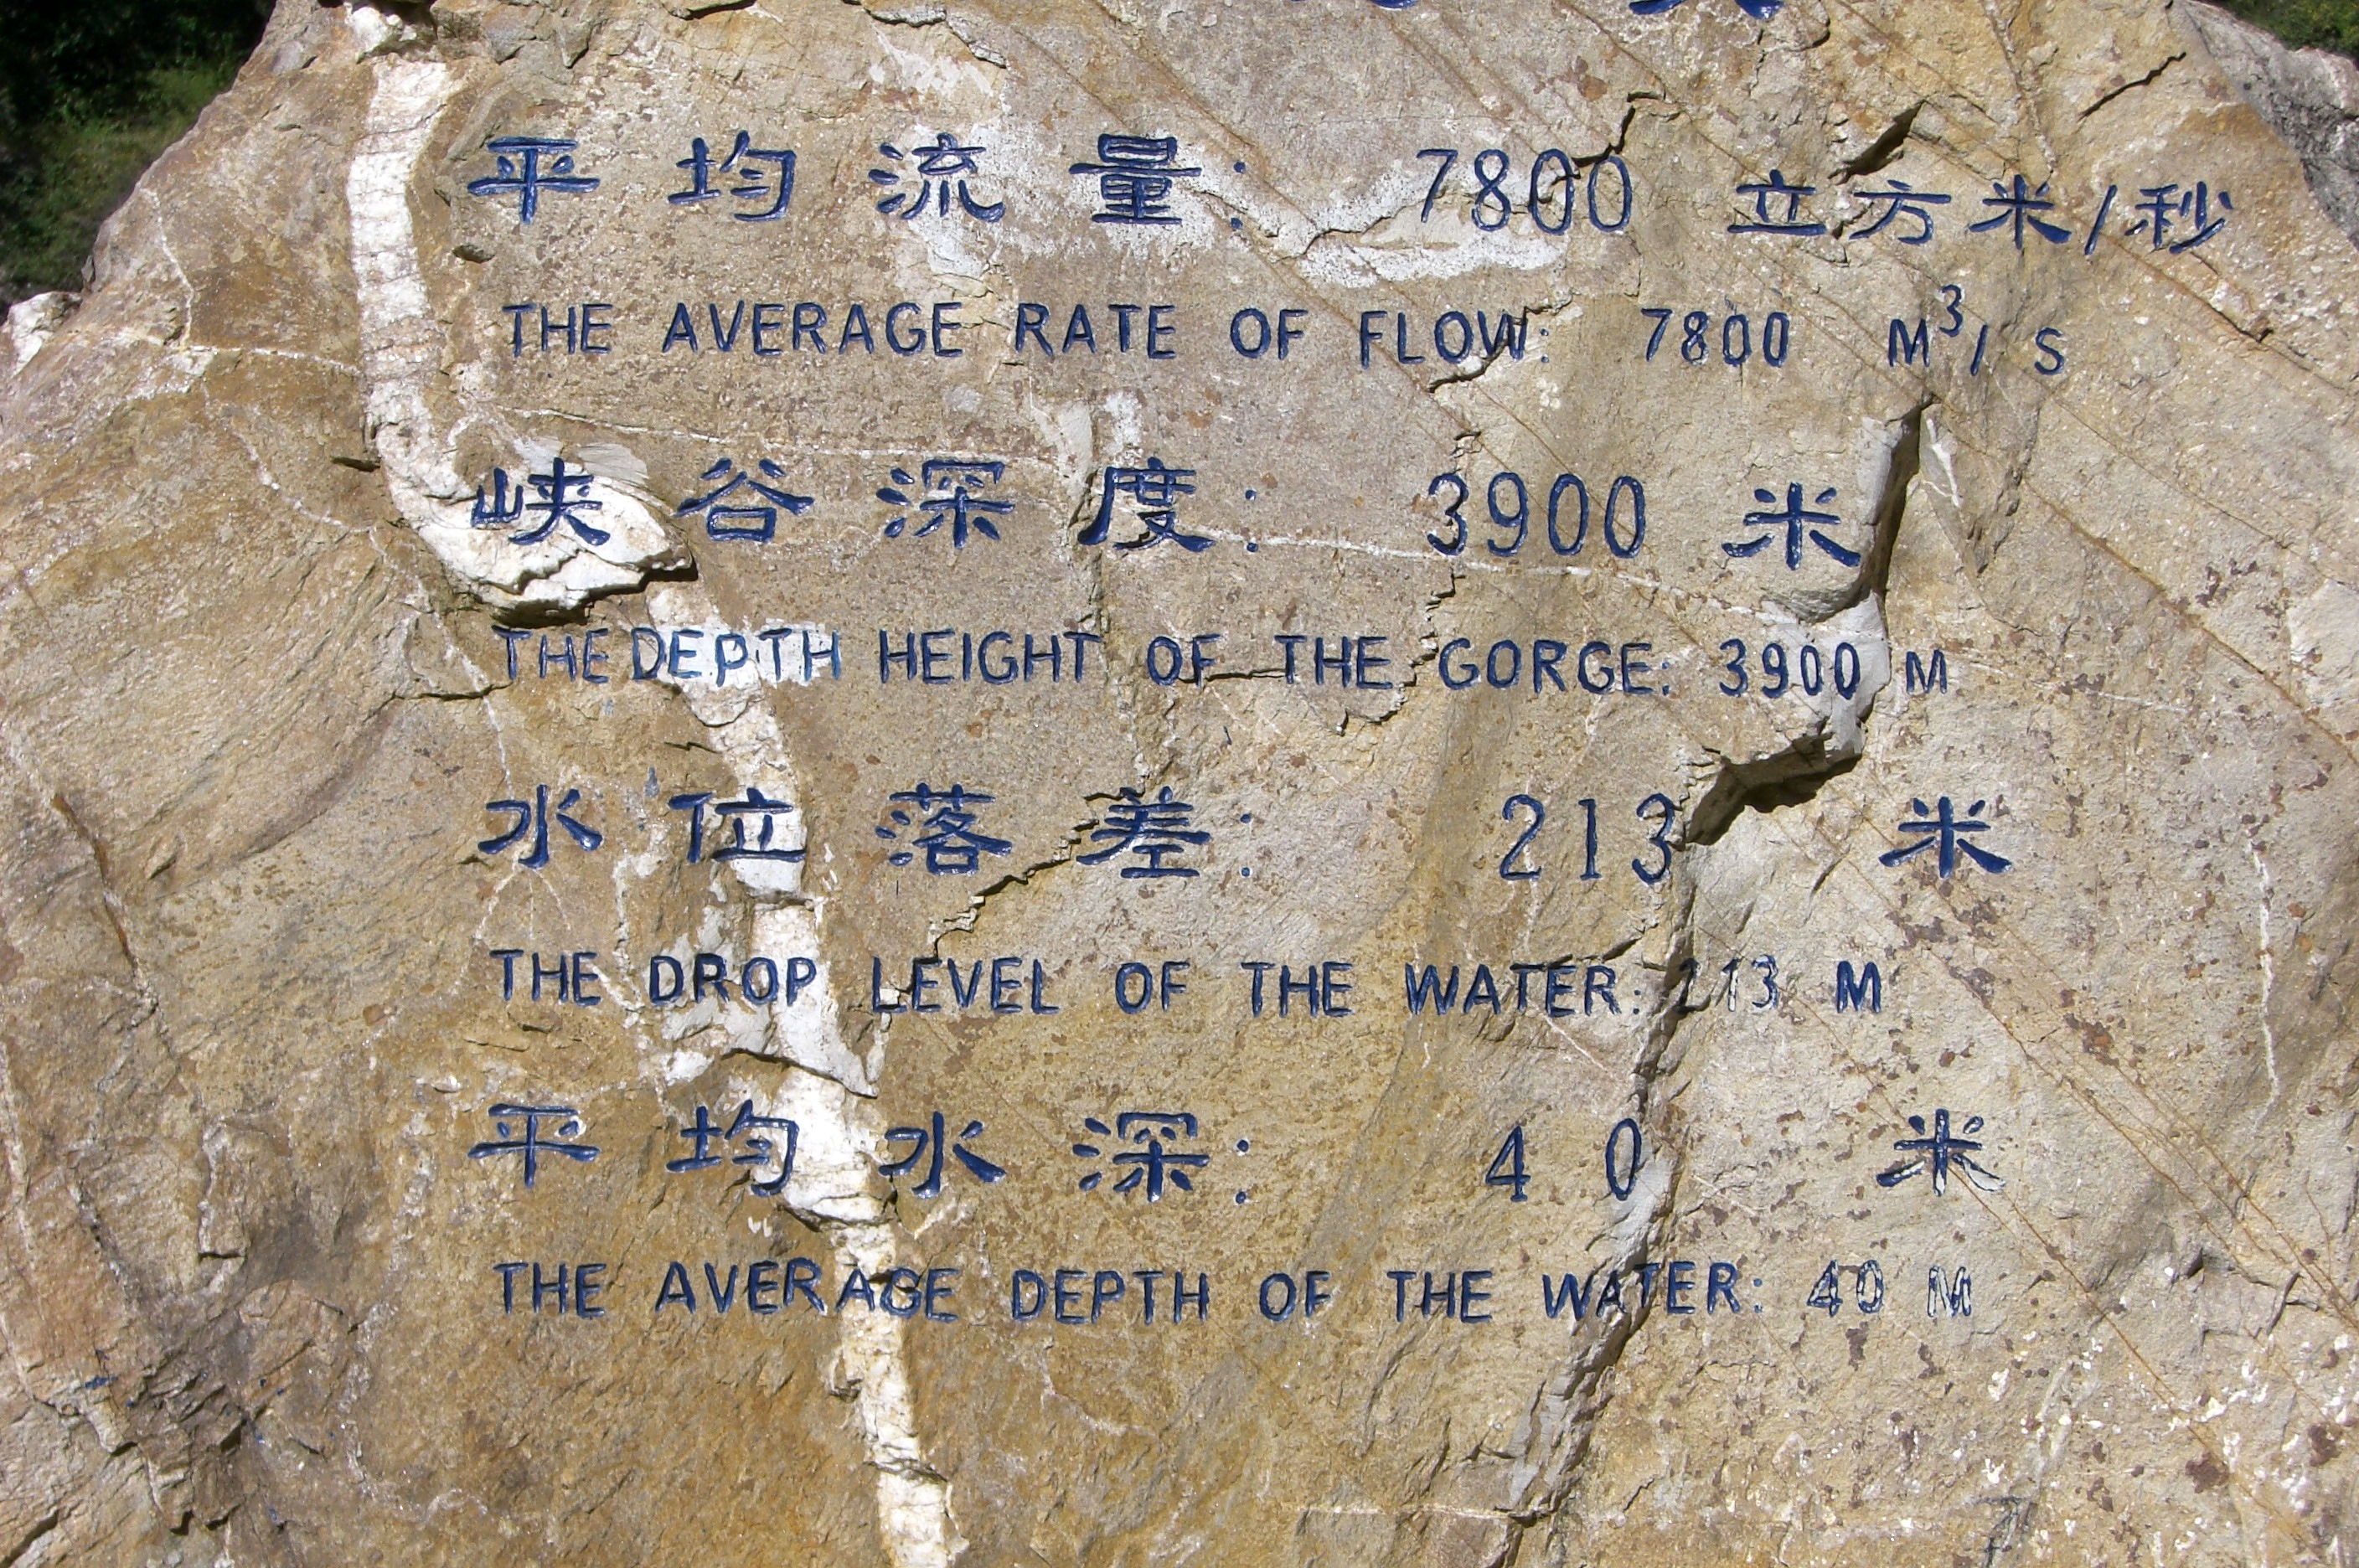 平均流量: 7800 立方米/秒
THE AVERAGE RATE OF FLOW: 7800 M³/S
峡谷深度: 3900 米
THE DEPTH HEIGHT OF THE GORGE: 3900 M
水位落差: 213 米
THE DROP LEVEL OF THE WATER: 213 M
平均水深: 40 米
THE AVERAGE DEPTH OF THE WATER: 40 M